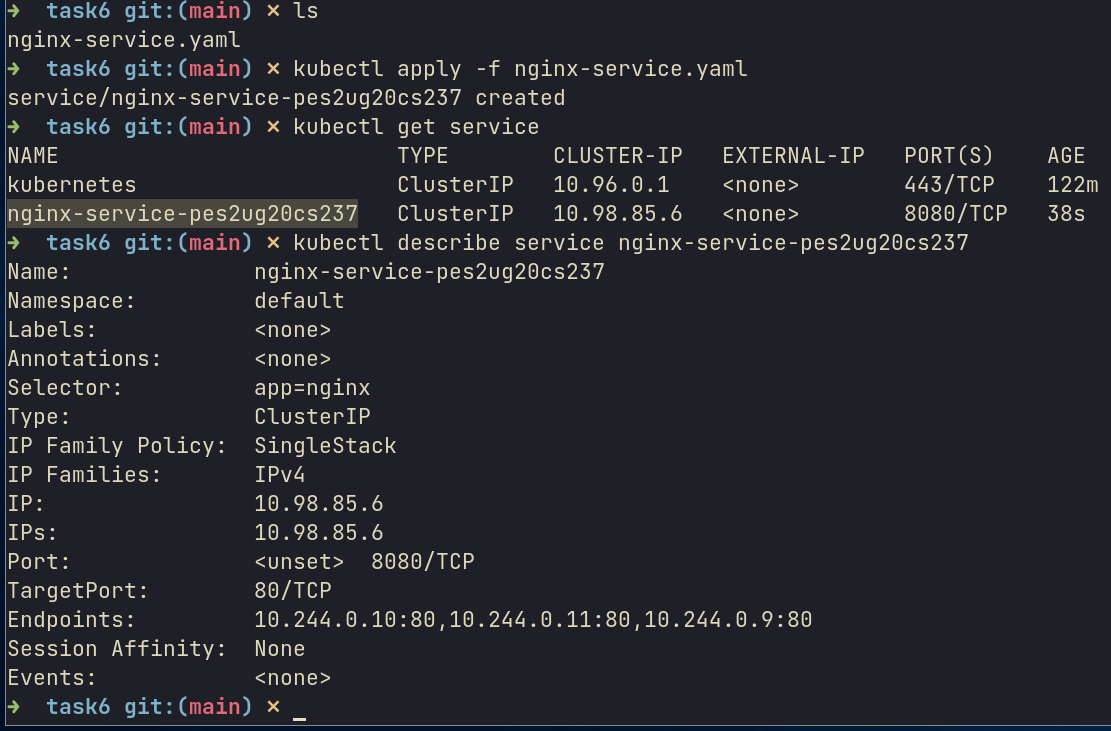 ➜  task6 git:(main) ✗ ls
nginx-service.yaml
➜  task6 git:(main) ✗ kubectl apply -f nginx-service.yaml
service/nginx-service-pes2ug20cs237 created
➜  task6 git:(main) ✗ kubectl get service
NAME                          TYPE        CLUSTER-IP   EXTERNAL-IP   PORT(S)    AGE
kubernetes                    ClusterIP   10.96.0.1    <none>        443/TCP    122m
nginx-service-pes2ug20cs237   ClusterIP   10.98.85.6   <none>        8080/TCP   38s
➜  task6 git:(main) ✗ kubectl describe service nginx-service-pes2ug20cs237
Name:              nginx-service-pes2ug20cs237
Namespace:         default
Labels:            <none>
Annotations:       <none>
Selector:          app=nginx
Type:              ClusterIP
IP Family Policy:  SingleStack
IP Families:       IPv4
IP:                10.98.85.6
IPs:               10.98.85.6
Port:              <unset>  8080/TCP
TargetPort:        80/TCP
Endpoints:         10.244.0.10:80,10.244.0.11:80,10.244.0.9:80
Session Affinity:  None
Events:            <none>
➜  task6 git:(main) ✗ _